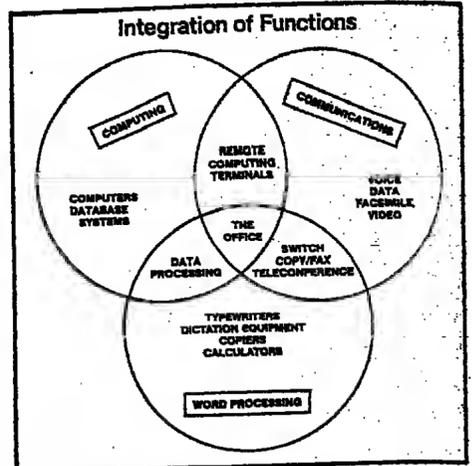 Integration of Functions
COMPUTING
COMMUNICATIONS
REMOTE
COMPUTING
TERMINALS
COMPUTERS
DATABASE
SYSTEMS
VOICE
DATA
FACSIMILE,
VIDEO
THE
OFFICE
DATA
PROCESSING
SWITCH
COPY/FAX
TELECONFERENCE
TYPEWRITERS
DICTATION EQUIPMENT
COPIERS
CALCULATORS
WORD PROCESSING